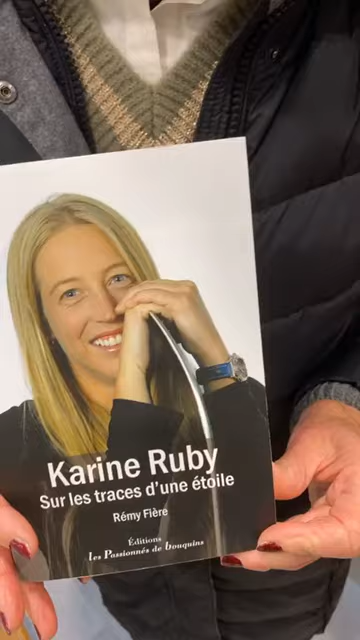 Karine Ruby
Sur les traces d'une étoile
Rémy Fière
Éditions
les Passionnés de bouquins